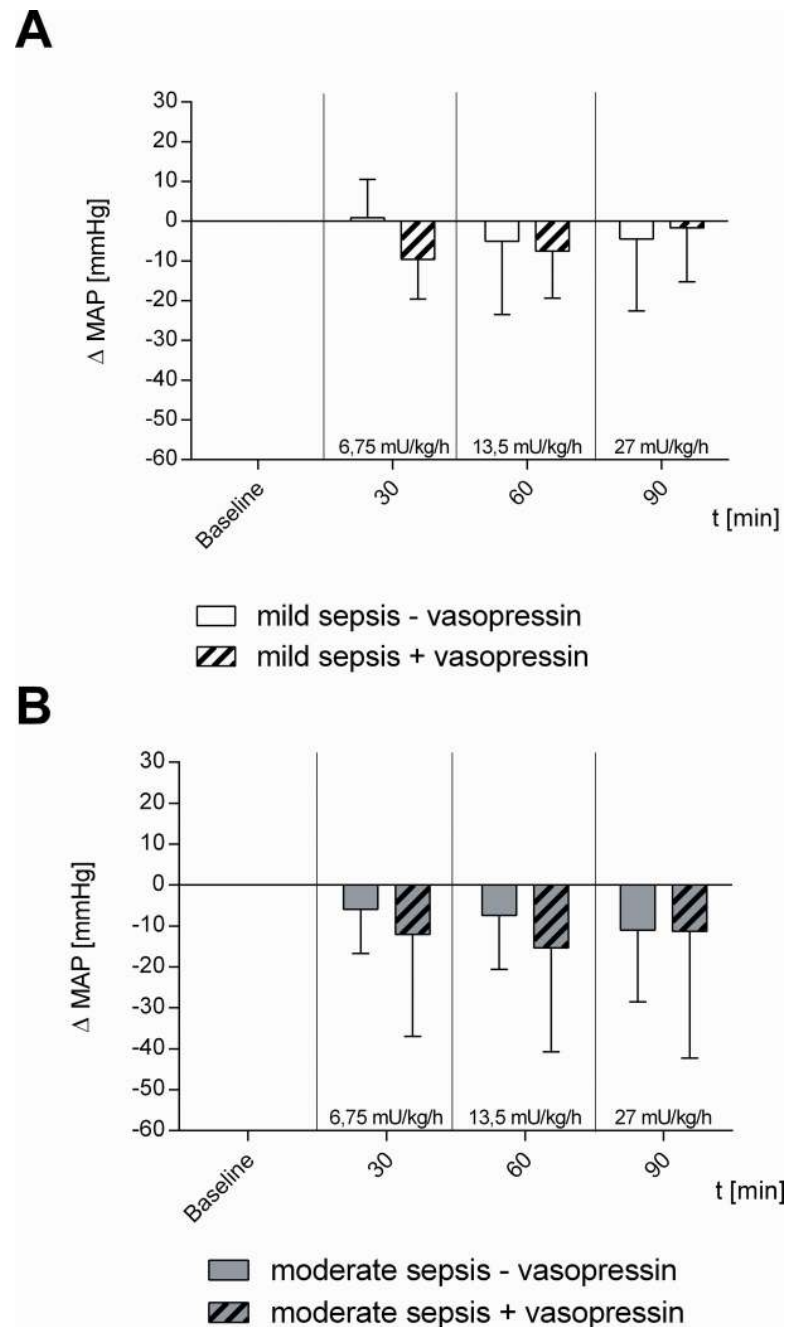 A
30
20
10
0
-10
-20
-30
-40
-50
-60
Δ MAP [mmHg]
6,75 mU/kg/h
13,5 mU/kg/h
27 mU/kg/h
Baseline
30
60
90
t [min]
mild sepsis - vasopressin
mild sepsis + vasopressin
B
30
20
10
0
-10
-20
-30
-40
-50
-60
Δ MAP [mmHg]
6,75 mU/kg/h
13,5 mU/kg/h
27 mU/kg/h
Baseline
30
60
90
t [min]
moderate sepsis - vasopressin
moderate sepsis + vasopressin